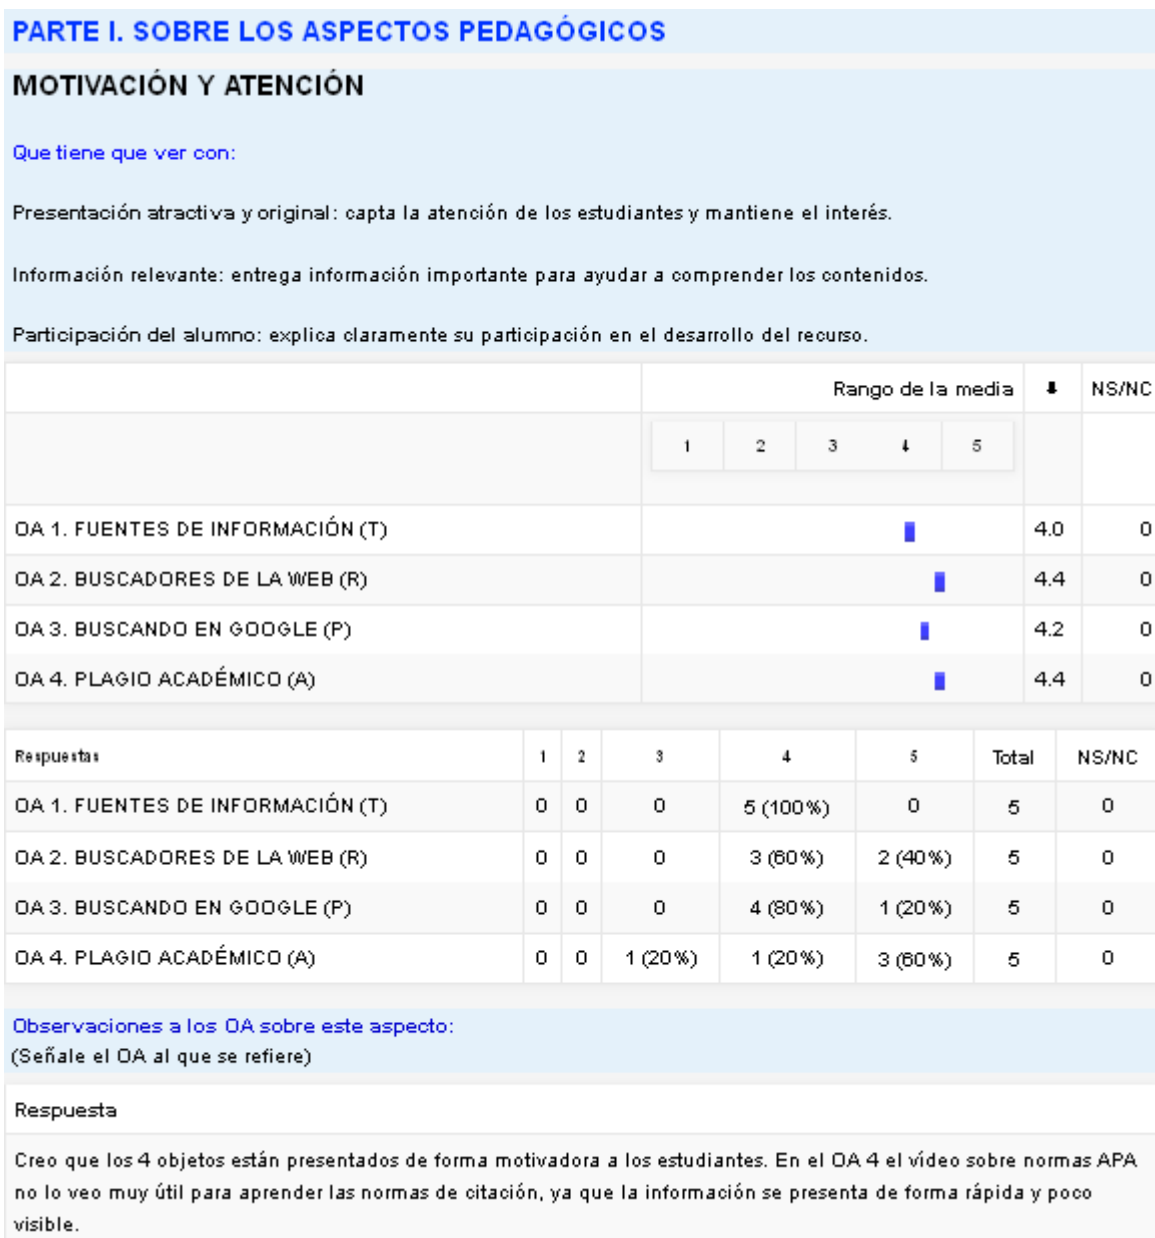 PARTE I. SOBRE LOS ASPECTOS PEDAGÓGICOS
MOTIVACIÓN Y ATENCIÓN
Que tiene que ver con:
Presentación atractiva y original: capta la atención de los estudiantes y mantiene el interés.
Información relevante: entrega información importante para ayudar a comprender los contenidos.
Participación del alumno: explica claramente su participación en el desarrollo del recurso.
Rango de la media ⬇ NS/NC
1 2 3 4 5
OA 1. FUENTES DE INFORMACIÓN (T) 4.0 0
OA 2. BUSCADORES DE LA WEB (R) 4.4 0
OA 3. BUSCANDO EN GOOGLE (P) 4.2 0
OA 4. PLAGIO ACADÉMICO (A) 4.4 0
Respuestas 1 2 3 4 5 Total NS/NC
OA 1. FUENTES DE INFORMACIÓN (T) 0 0 0 5 (100%) 0 5 0
OA 2. BUSCADORES DE LA WEB (R) 0 0 0 3 (60%) 2 (40%) 5 0
OA 3. BUSCANDO EN GOOGLE (P) 0 0 0 4 (80%) 1 (20%) 5 0
OA 4. PLAGIO ACADÉMICO (A) 0 0 1 (20%) 1 (20%) 3 (60%) 5 0
Observaciones a los OA sobre este aspecto:
(Señale el OA al que se refiere)
Respuesta
Creo que los 4 objetos están presentados de forma motivadora a los estudiantes. En el OA 4 el vídeo sobre normas APA
no lo veo muy útil para aprender las normas de citación, ya que la información se presenta de forma rápida y poco
visible.